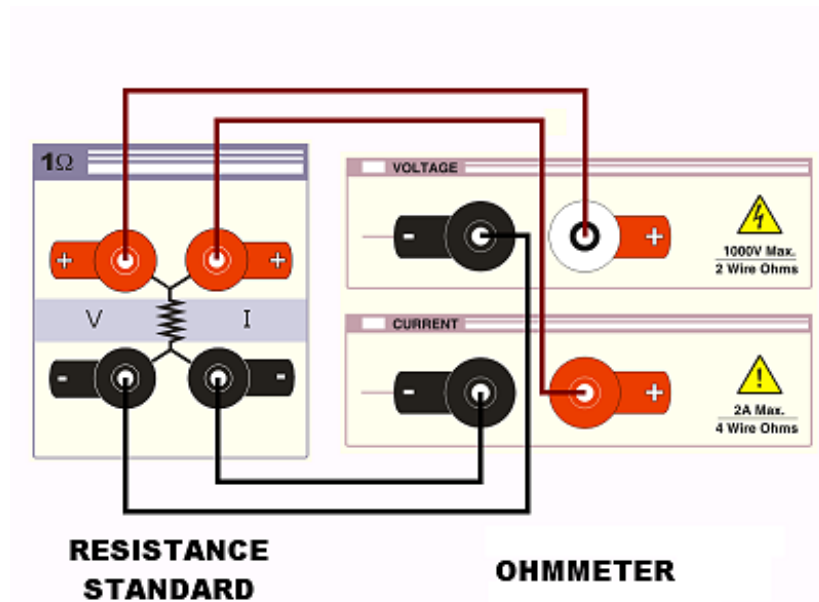 1Ω
VOLTAGE
+
+
-
+
1000V Max.
2 Wire Ohms
V
I
CURRENT
-
-
-
+
!
2A Max.
4 Wire Ohms
RESISTANCE
STANDARD
OHMMETER